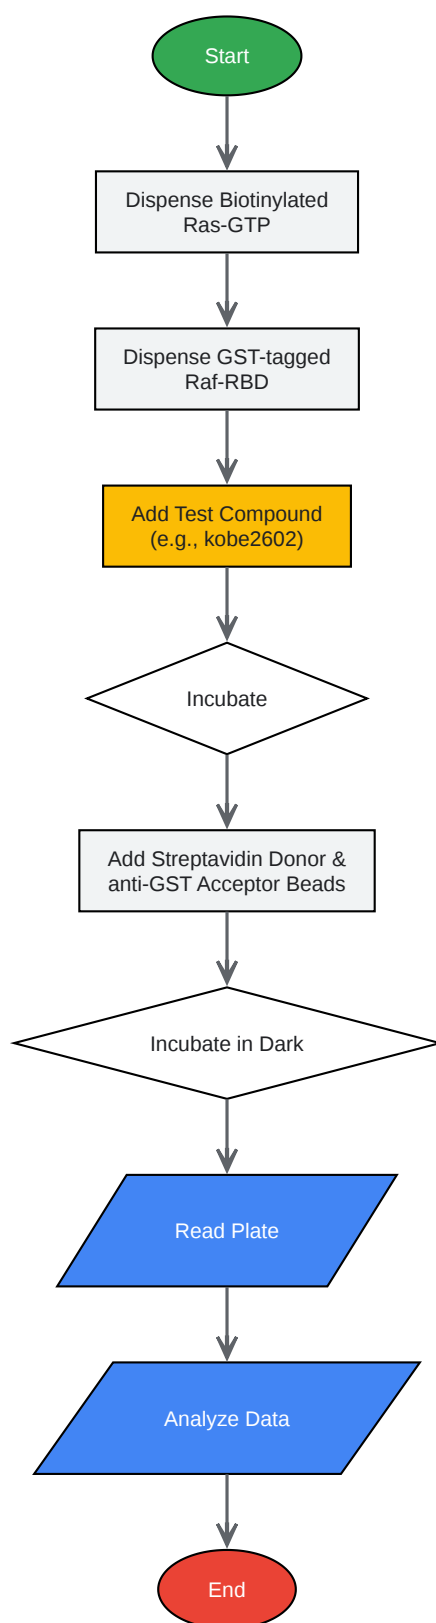 Start
Dispense Biotinylated
Ras-GTP
Dispense GST-tagged
Raf-RBD
Add Test Compound
(e.g., kobe2602)
Incubate
Add Streptavidin Donor &
anti-GST Acceptor Beads
Incubate in Dark
Read Plate
Analyze Data
End